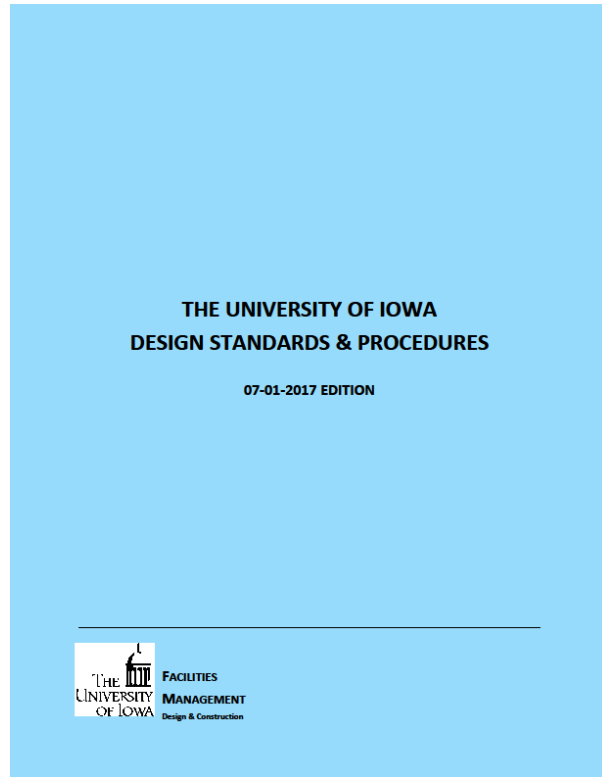 THE UNIVERSITY OF IOWA
DESIGN STANDARDS & PROCEDURES
07-01-2017 EDITION
THE
UNIVERSITY
OF IOWA
FACILITIES
MANAGEMENT
Design & Construction